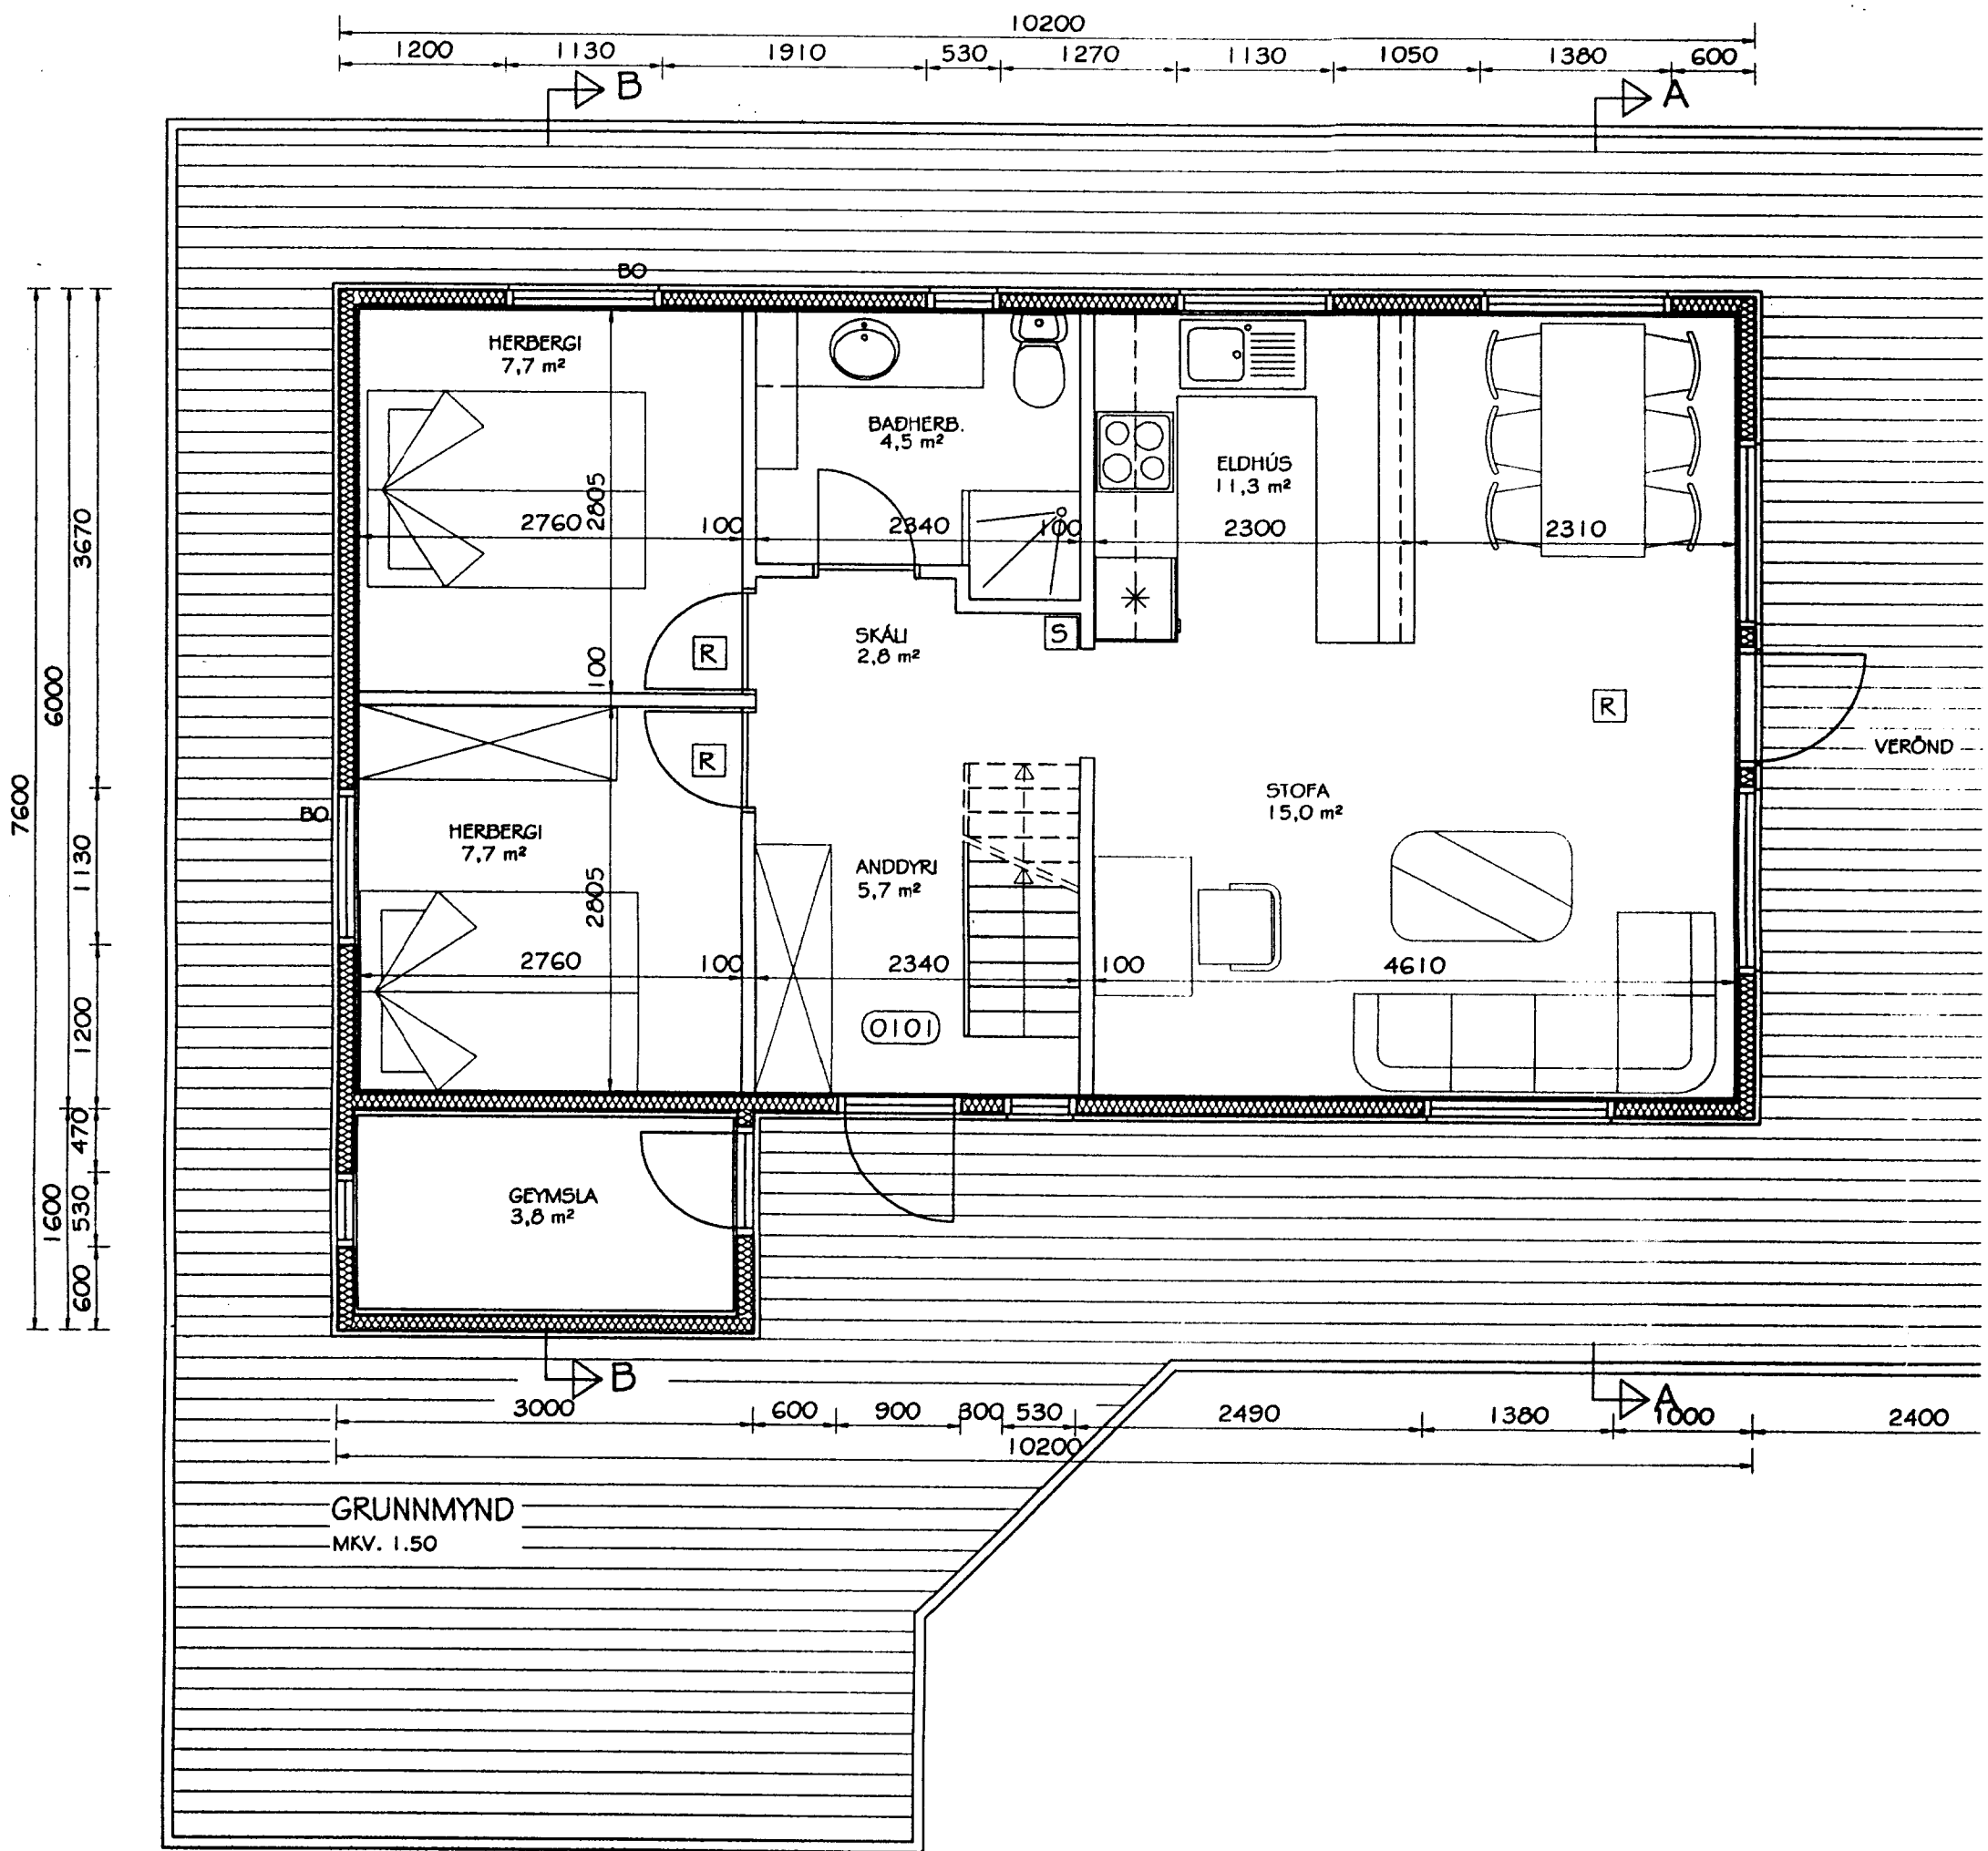 10200
1200 1130 1910 530 1270 1130 1050 1380 600
B A
BO
HERBERGI
7,7 m²
BAÐHERB.
4,5 m²
ELDHÚS
11,3 m²
2760 2805 100 2340 100 2300 2310
3670
SKÁLI
2,8 m²
S
R
100
R
R
6000
VERÖND
7600
STOFA
15,0 m²
BO
HERBERGI
7,7 m²
1130
ANDDYRI
5,7 m²
2805
2760 100 2340 100 4610
1200
0101
470
GEYMSLA
3,8 m²
1600
530
600
B A
3000 600 900 300 530 2490 1380 1000 2400
10200
GRUNNMYND
MKV. 1.50